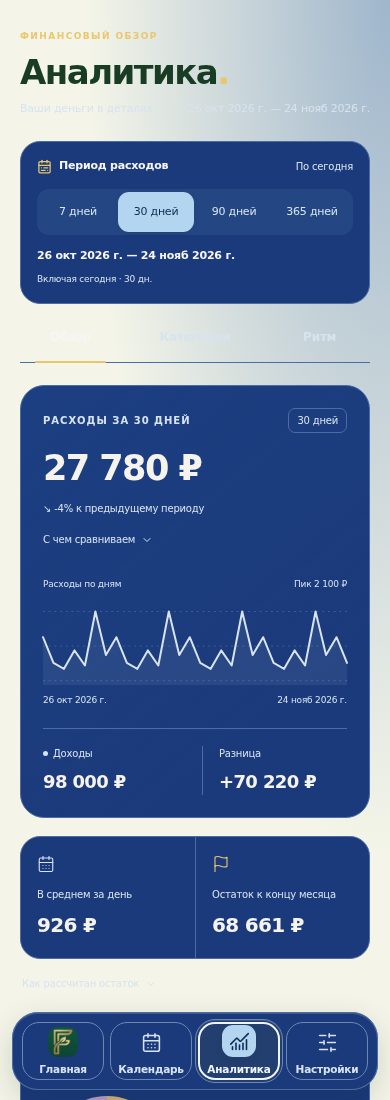 ФИНАНСОВЫЙ ОБЗОР
Аналитика.
Ваши деньги в деталях 26 окт 2026 г. — 24 нояб 2026 г.
Период расходов По сегодня
7 дней 30 дней 90 дней 365 дней
26 окт 2026 г. — 24 нояб 2026 г.
Включая сегодня · 30 дн.
Обзор Категории Ритм
РАСХОДЫ ЗА 30 ДНЕЙ 30 дней
27 780 ₽
↘ -4% к предыдущему периоду
С чем сравниваем
Расходы по дням Пик 2 100 ₽
26 окт 2026 г. 24 нояб 2026 г.
Доходы Разница
98 000 ₽ +70 220 ₽
В среднем за день Остаток к концу месяца
926 ₽ 68 661 ₽
Как рассчитан остаток
Главная Календарь Аналитика Настройки